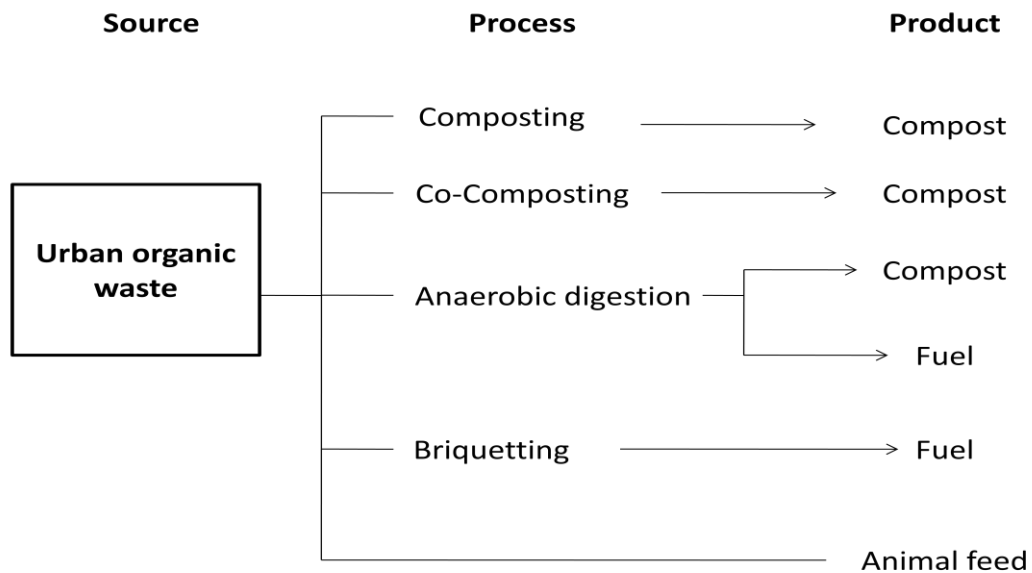 Source Process Product
Composting Compost
Co-Composting Compost
Urban organic
waste
Anaerobic digestion
Compost
Fuel
Briquetting Fuel
Animal feed